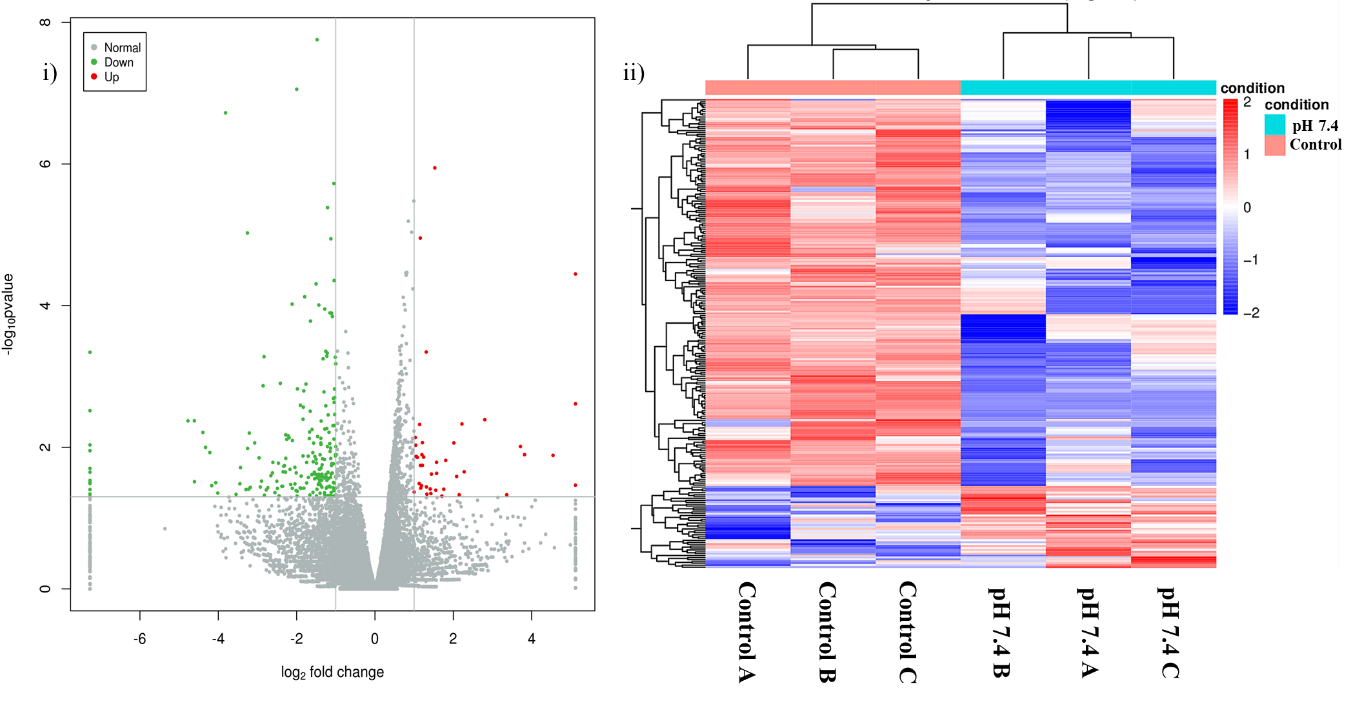 i)
Normal
Down
Up
8
6
4
2
0
-log10pvalue
-6
-4
-2
0
2
4
log2 fold change
ii)
condition
2
1
0
−1
−2
condition
pH 7.4
Control
Control A
Control B
Control C
pH 7.4 B
pH 7.4 A
pH 7.4 C